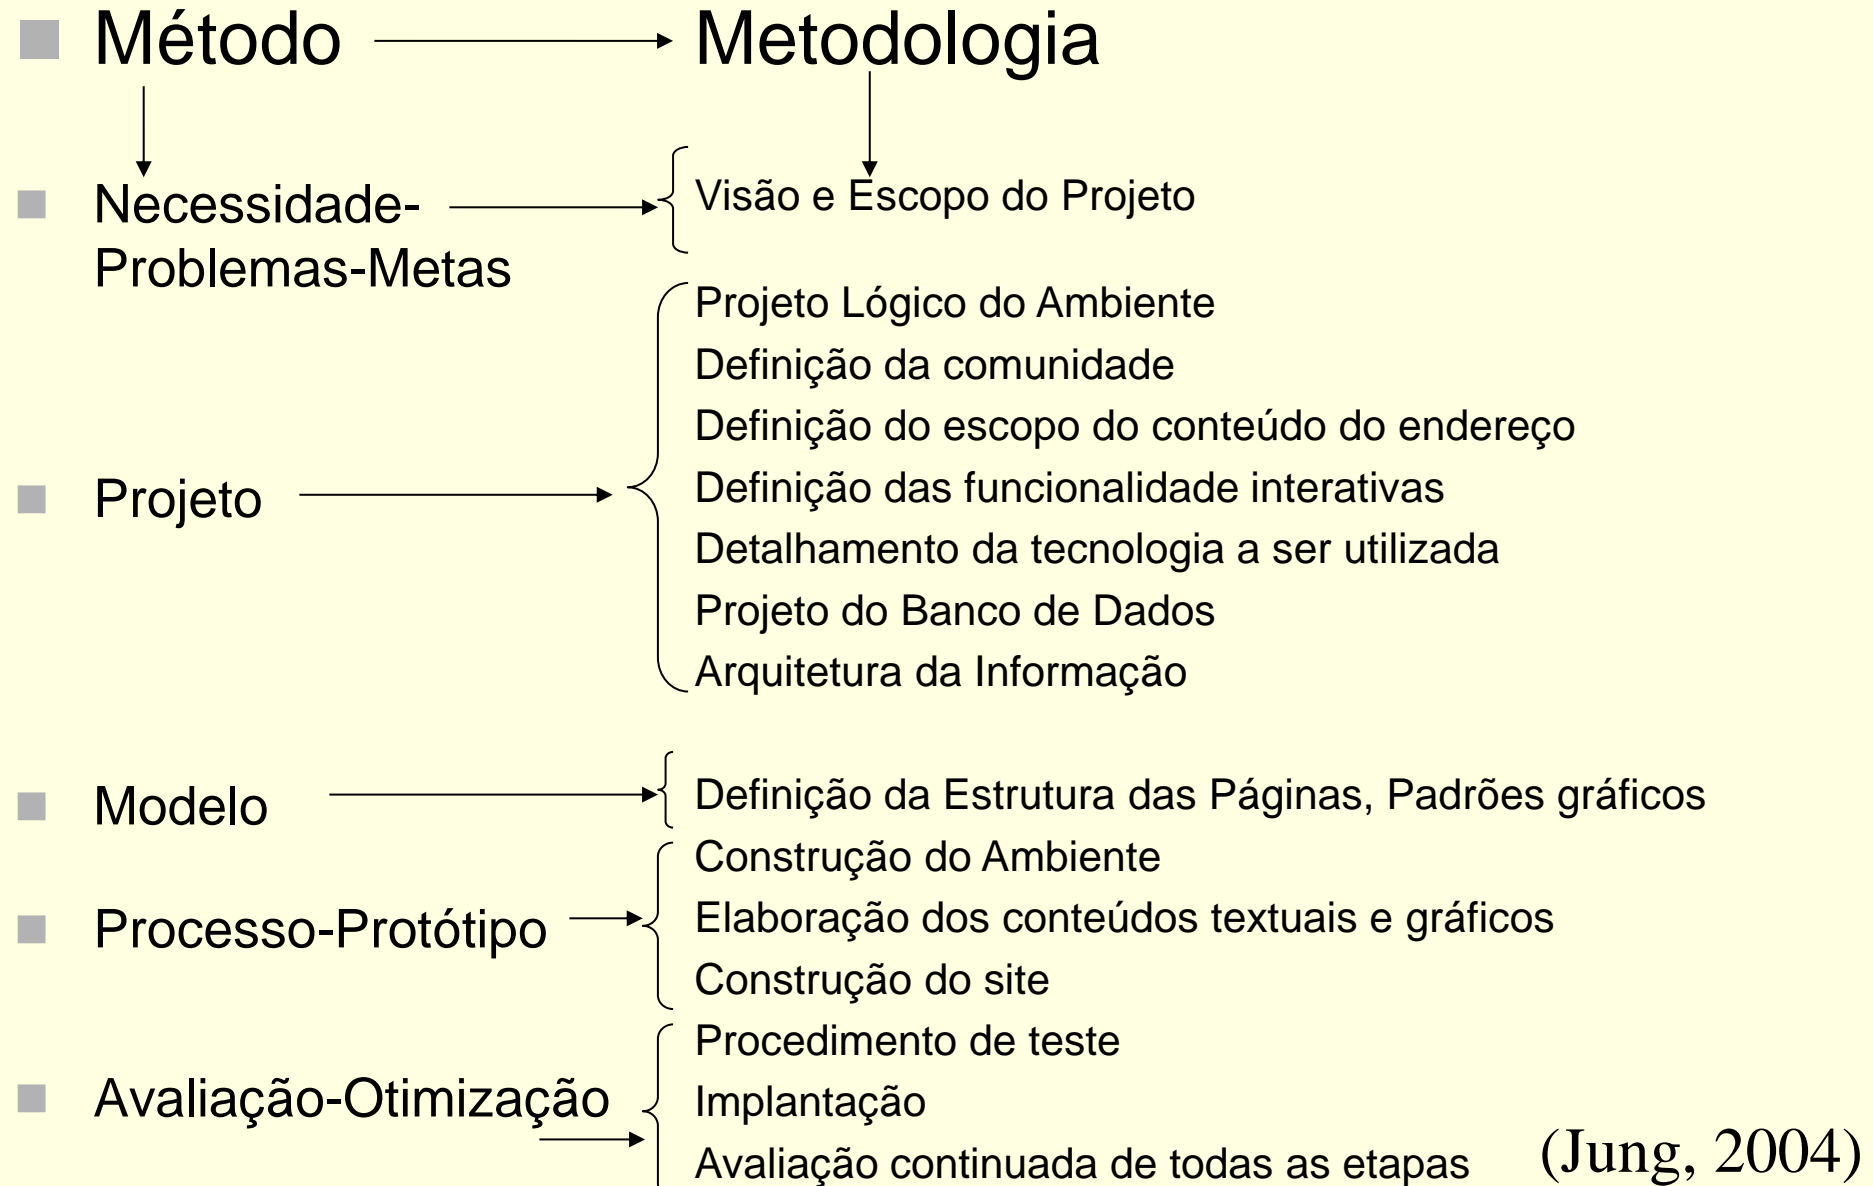 Método Metodologia
Necessidade-
Problemas-Metas
Visão e Escopo do Projeto
Projeto
Projeto Lógico do Ambiente
Definição da comunidade
Definição do escopo do conteúdo do endereço
Definição das funcionalidade interativas
Detalhamento da tecnologia a ser utilizada
Projeto do Banco de Dados
Arquitetura da Informação
Modelo
Definição da Estrutura das Páginas, Padrões gráficos
Processo-Protótipo
Construção do Ambiente
Elaboração dos conteúdos textuais e gráficos
Construção do site
Avaliação-Otimização
Procedimento de teste
Implantação
Avaliação continuada de todas as etapas
(Jung, 2004)